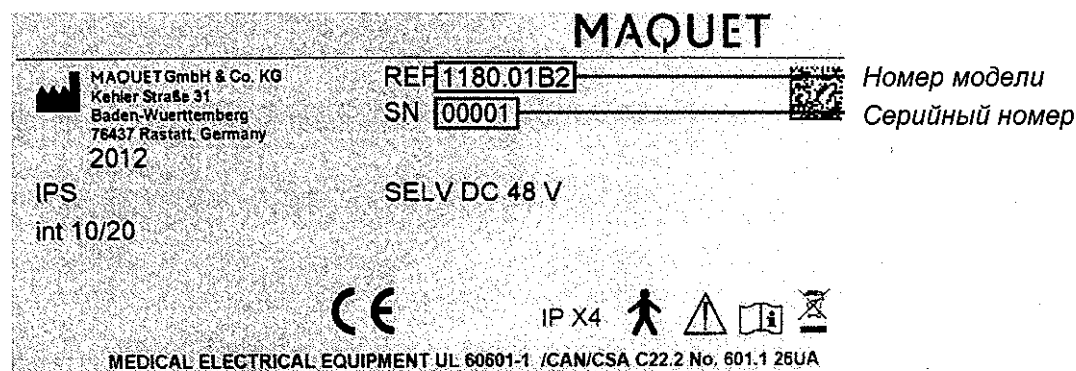 MAQUET
MAQUET GmbH & Co. KG
Kehler Straße 31
Baden-Wuerttemberg
76437 Rastatt, Germany
2012
REF 1180.01B2
SN 00001
Номер модели
Серийный номер
IPS
SELV DC 48 V
int 10/20
CE
IP X4
MEDICAL ELECTRICAL EQUIPMENT UL 60601-1 /CAN/CSA C22.2 No. 601.1 26UA